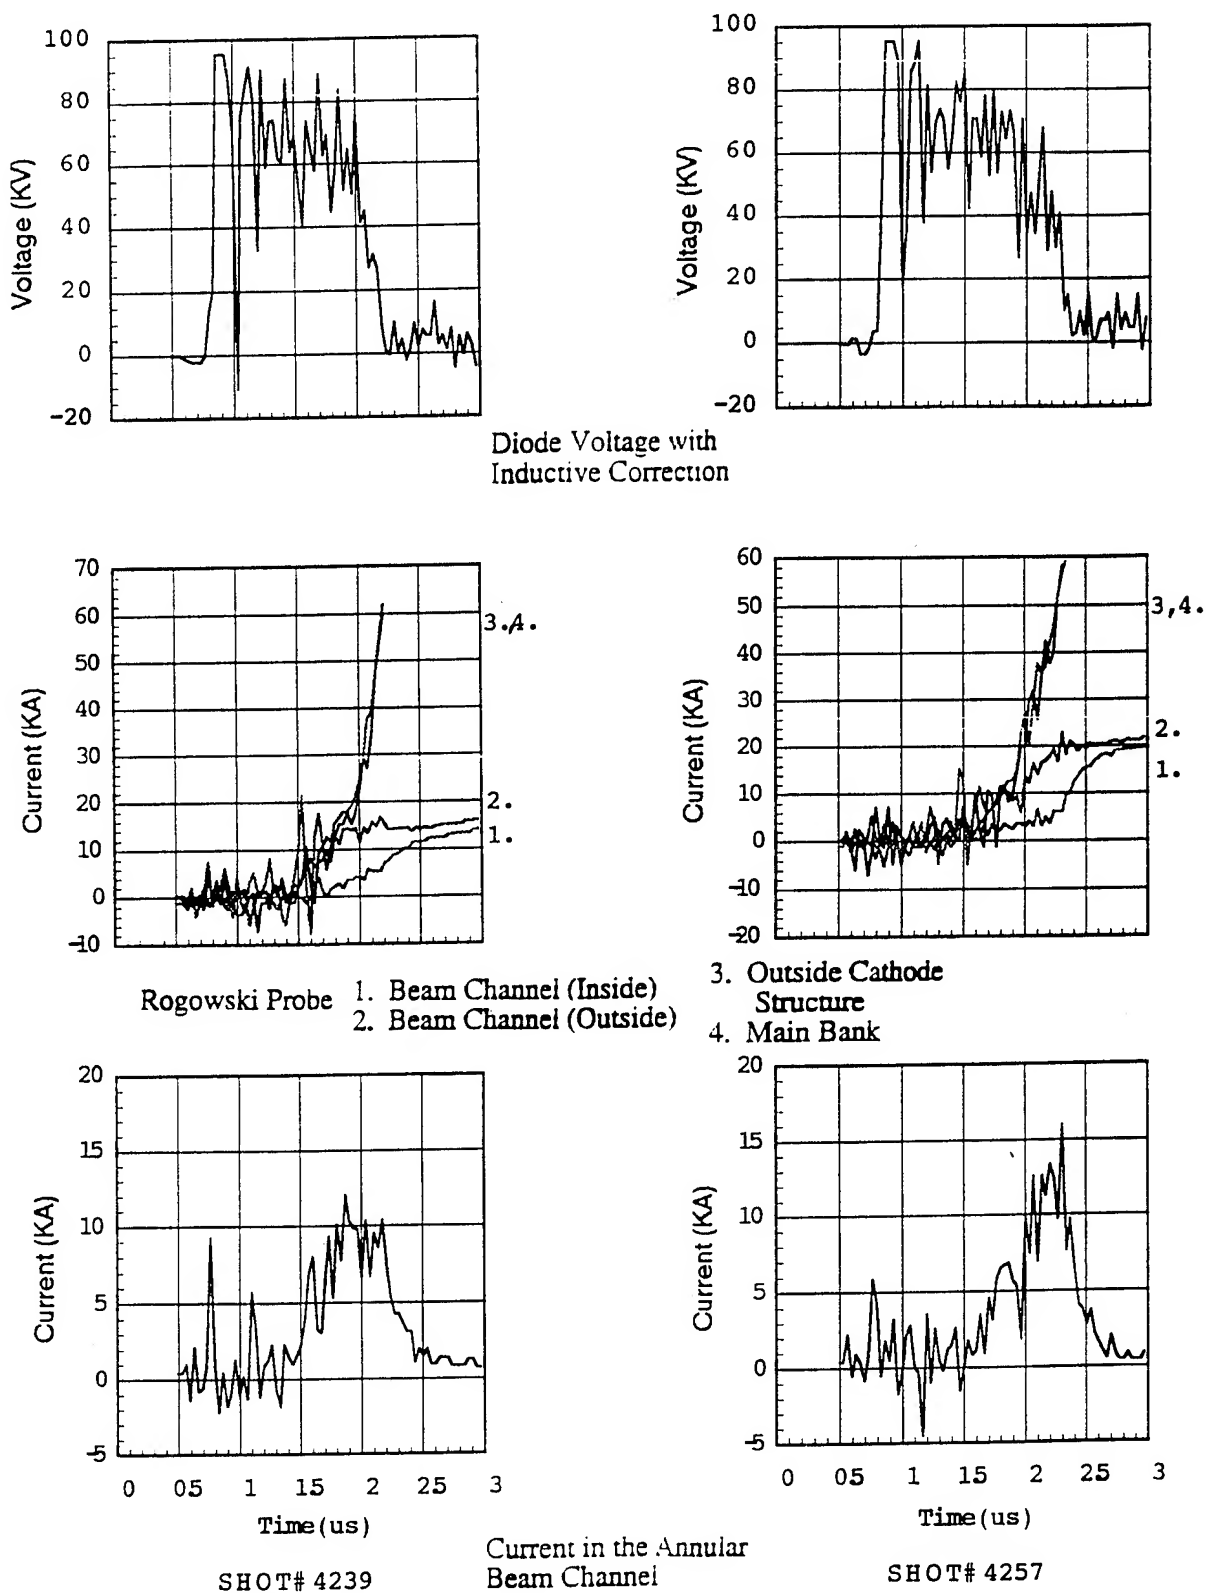 100
80
60
40
20
0
-20
Voltage (KV)
100
80
60
40
20
0
-20
Voltage (KV)
Diode Voltage with
Inductive Correction
70
60
50
40
30
20
10
0
-10
Current (KA)
3.4.
2.
1.
60
50
40
30
20
10
0
-10
-20
Current (KA)
3,4.
2.
1.
Rogowski Probe
1. Beam Channel (Inside)
2. Beam Channel (Outside)
3. Outside Cathode
Structure
4. Main Bank
20
15
10
5
0
-5
Current (KA)
0 05 1 15 2 25 3
Time(us)
20
15
10
5
0
-5
Current (KA)
0 05 1 15 2 25 3
Time(us)
Current in the Annular
Beam Channel
SHOT# 4239
SHOT# 4257